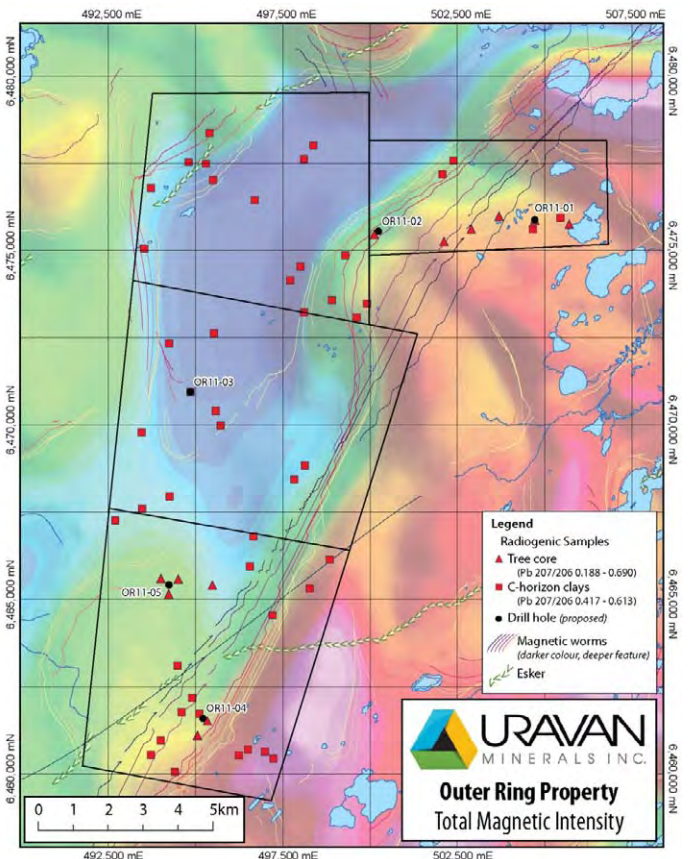 492,500 mE
497,500 mE
502,500 mE
507,500 mE
6,480,000 mN
6,475,000 mN
6,470,000 mN
6,465,000 mN
6,460,000 mN
6,480,000 mN
6,475,000 mN
6,470,000 mN
6,465,000 mN
6,460,000 mN
OR11-01
OR11-02
OR11-03
OR11-05
OR11-04
Legend
Radiogenic Samples
Tree core
(Pb 207/206 0.188 - 0.690)
C-horizon clays
(Pb 207/206 0.417 - 0.613)
Drill hole (proposed)
Magnetic worms
(darker colour, deeper feature)
Esker
URAVAN
MINERALS INC.
Outer Ring Property
Total Magnetic Intensity
0 1 2 3 4 5km
492,500 mE
497,500 mE
502,500 mE